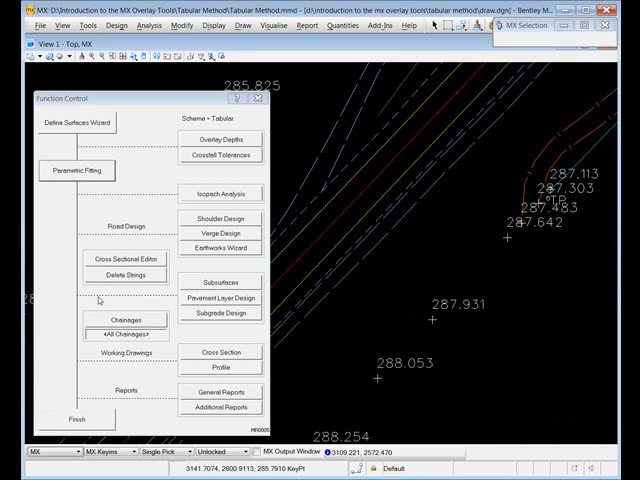 MX: D:\Introduction to the MX Overlay Tools\Tabular Method\Tabular Method.mmd - [d:\introduction to the mx overlay tools\tabular method\draw.dgn] - Bentley M...
File Edit View Display Draw Add Modify Design Analysis Report Quantities Add-Ins Help
MX Selection
View 1 - Top, MX
285.825
Function Control
Define Surfaces Wizard
Scheme = Tabular
Overlay Depths
Crossfall Tolerances
Parametric Fitting
287.113
287.303
TP
287.483
287.642
Isopach Analysis
Shoulder Design
Road Design
Verge Design
Earthworks Wizard
Cross Sectional Editor
Delete Strings
Subsurfaces
Pavement Layer Design
287.931
Subgrade Design
Chainages
<All Chainages>
Working Drawings
Cross Section
Profile
288.053
Reports
General Reports
Additional Reports
Finish
MR0005
288.254
MX
MX Keyins
Single Pick
Unlocked
MX Output Window
3109.221, 2572.470
3141.7074, 2600.9113, 285.7910 KeyPt
Default